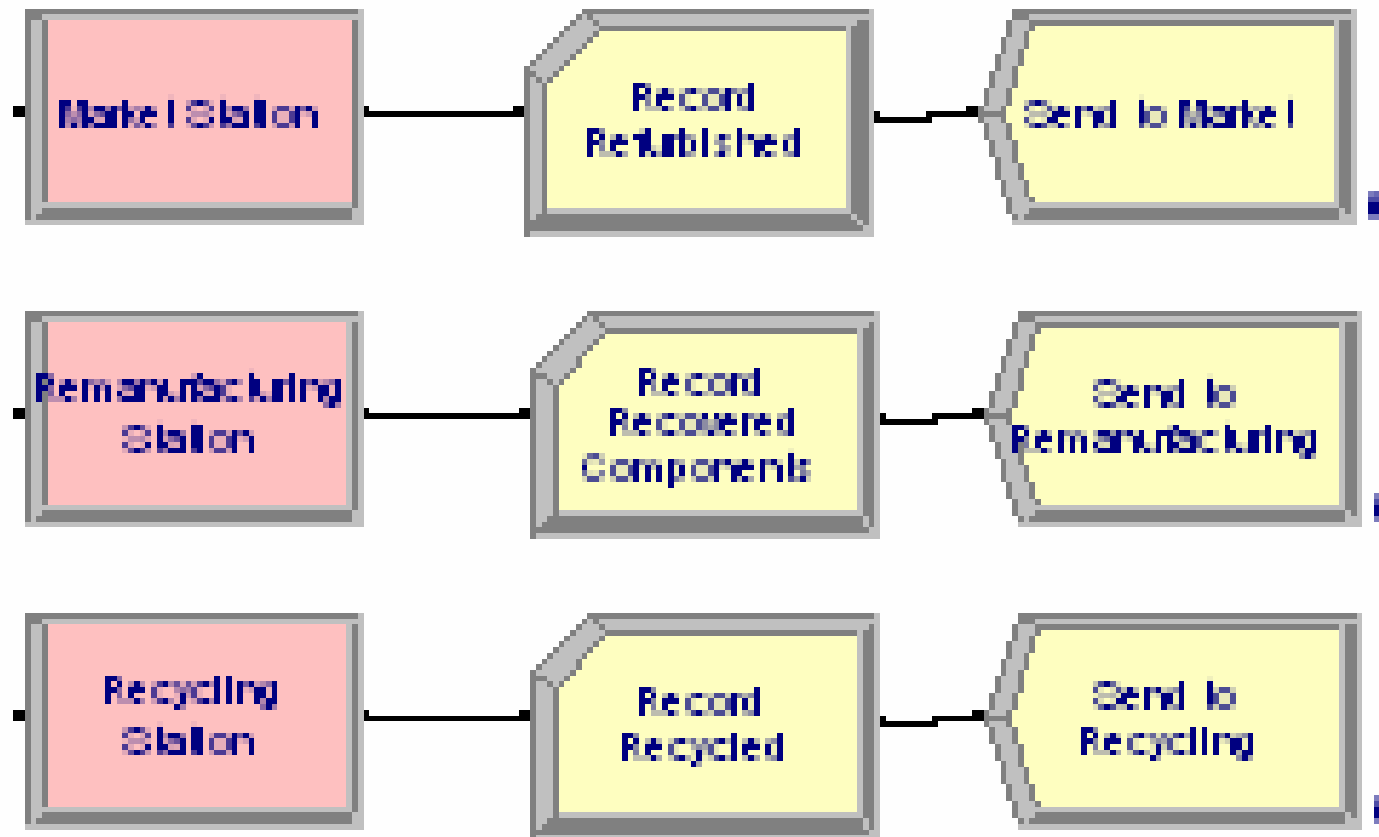 Market Station
Record
Refurbished
Send to Market
Remanufacturing
Station
Record
Recovered
Components
Send to
Remanufacturing
Recycling
Station
Record
Recycled
Send to
Recycling